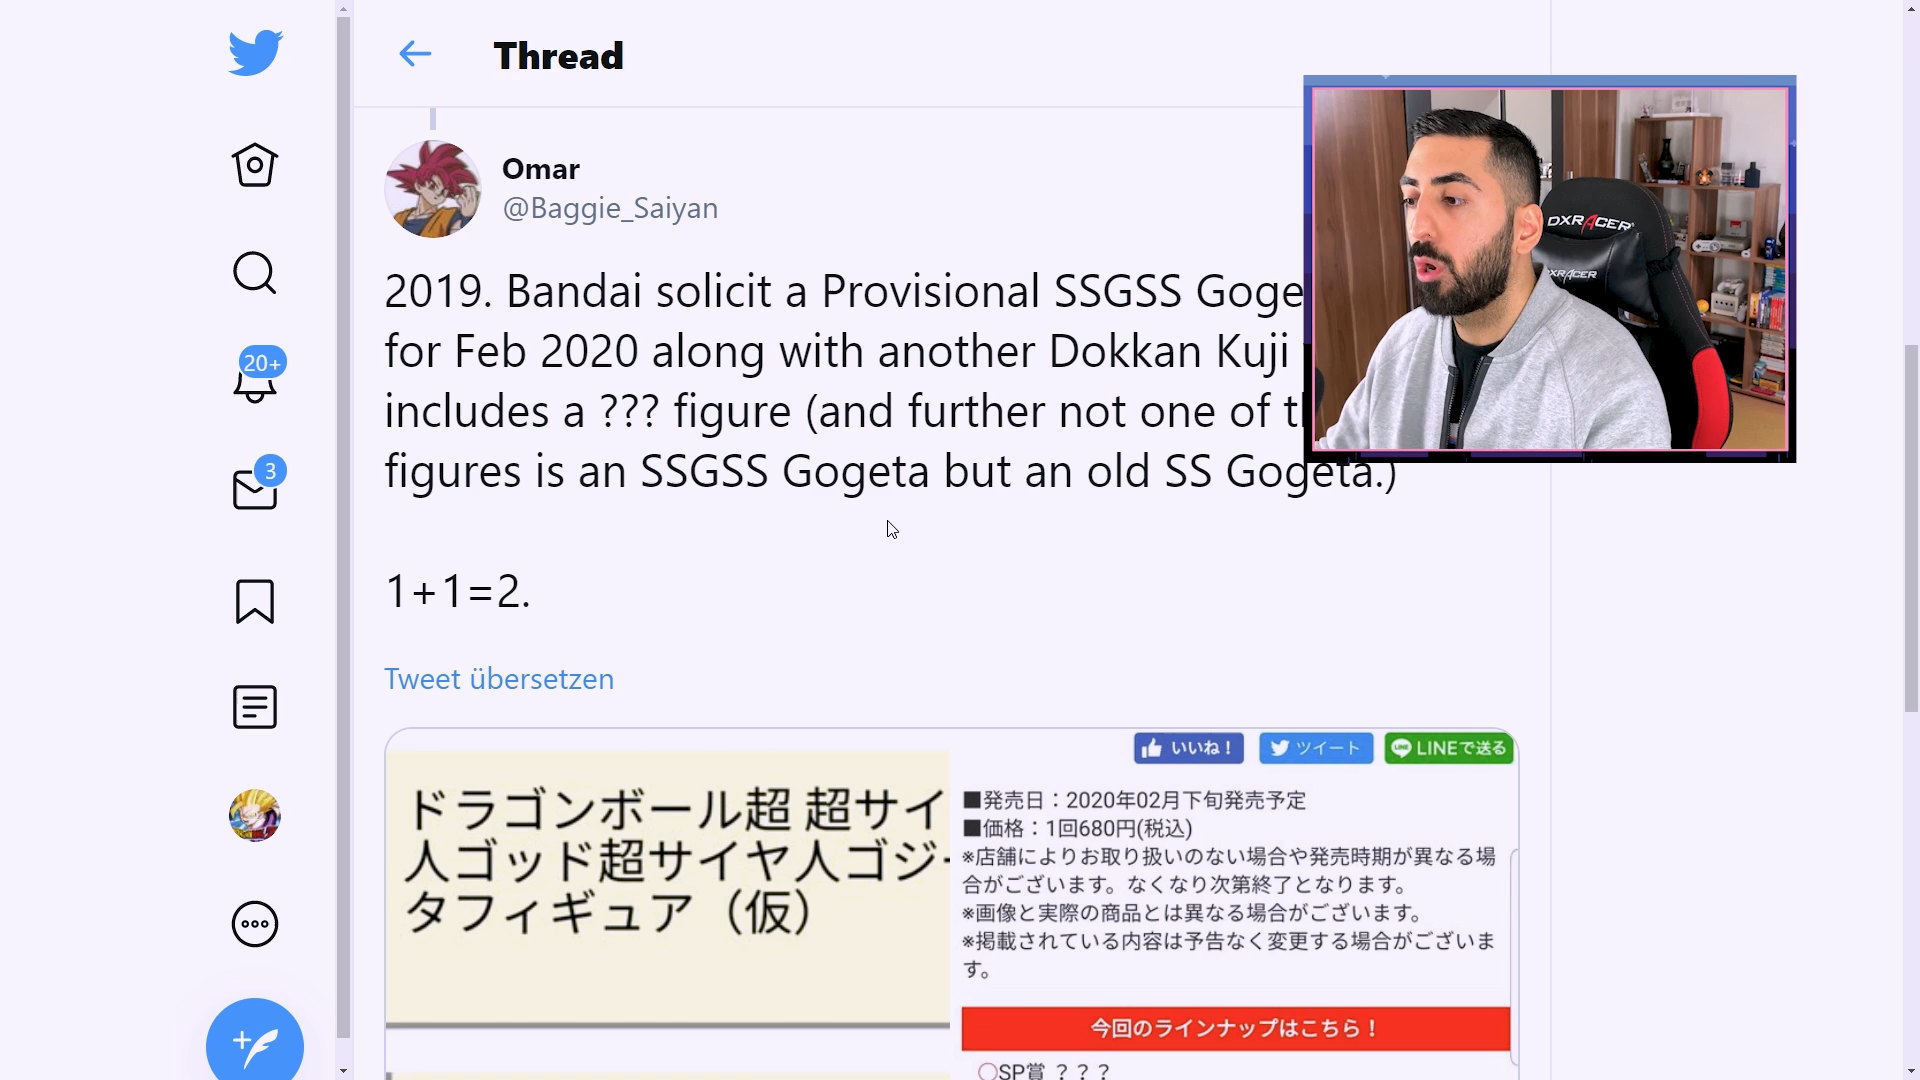 Thread
Omar
@Baggie_Saiyan
2019. Bandai solicit a Provisional SSGSS
for Feb 2020 along with another Dokkan Kuji
includes a ??? figure (and further not one of
figures is an SSGSS Gogeta but an old SS Gogeta.)
1+1=2.
Tweet übersetzen
20+
3
DXRACER
DXRACER
ドラゴンボール超 超サイ
人ゴッド超サイヤ人ゴジー
タフィギュア（仮）
いいね！
ツイート
LINEで送る
■発売日：2020年02月下旬発売予定
■価格：1回680円(税込)
※店舗によりお取り扱いのない場合や発売時期が異なる場
合がございます。なくなり次第終了となります。
※画像と実際の商品とは異なる場合がございます。
※掲載されている内容は予告なく変更する場合がございま
す。
今回のラインナップはこちら！
○SP賞 ？？？